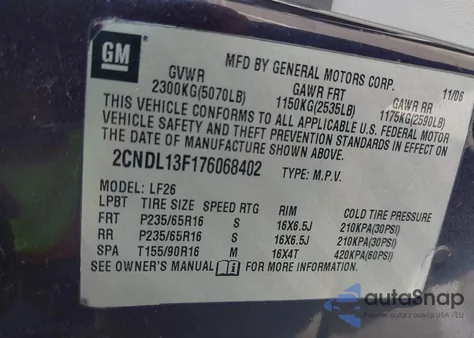 GM
MFD BY GENERAL MOTORS CORP. 11/06
GVWR GAWR FRT GAWR RR
2300KG(5070LB) 1150KG(2535LB) 1175KG(2590LB)
THIS VEHICLE CONFORMS TO ALL APPLICABLE U.S. FEDERAL MOTOR
VEHICLE SAFETY AND THEFT PREVENTION STANDARDS IN EFFECT ON
THE DATE OF MANUFACTURE SHOWN ABOVE.
2CNDL13F176068402 TYPE: M.P.V.
MODEL: LF26
LPBT TIRE SIZE SPEED RTG RIM COLD TIRE PRESSURE
FRT P235/65R16 S 16X6.5J 210KPA(30PSI)
RR P235/65R16 S 16X6.5J 210KPA(30PSI)
SPA T155/90R16 M 16X4T 420KPA(60PSI)
SEE OWNER'S MANUAL i FOR MORE INFORMATION.
autoSnap